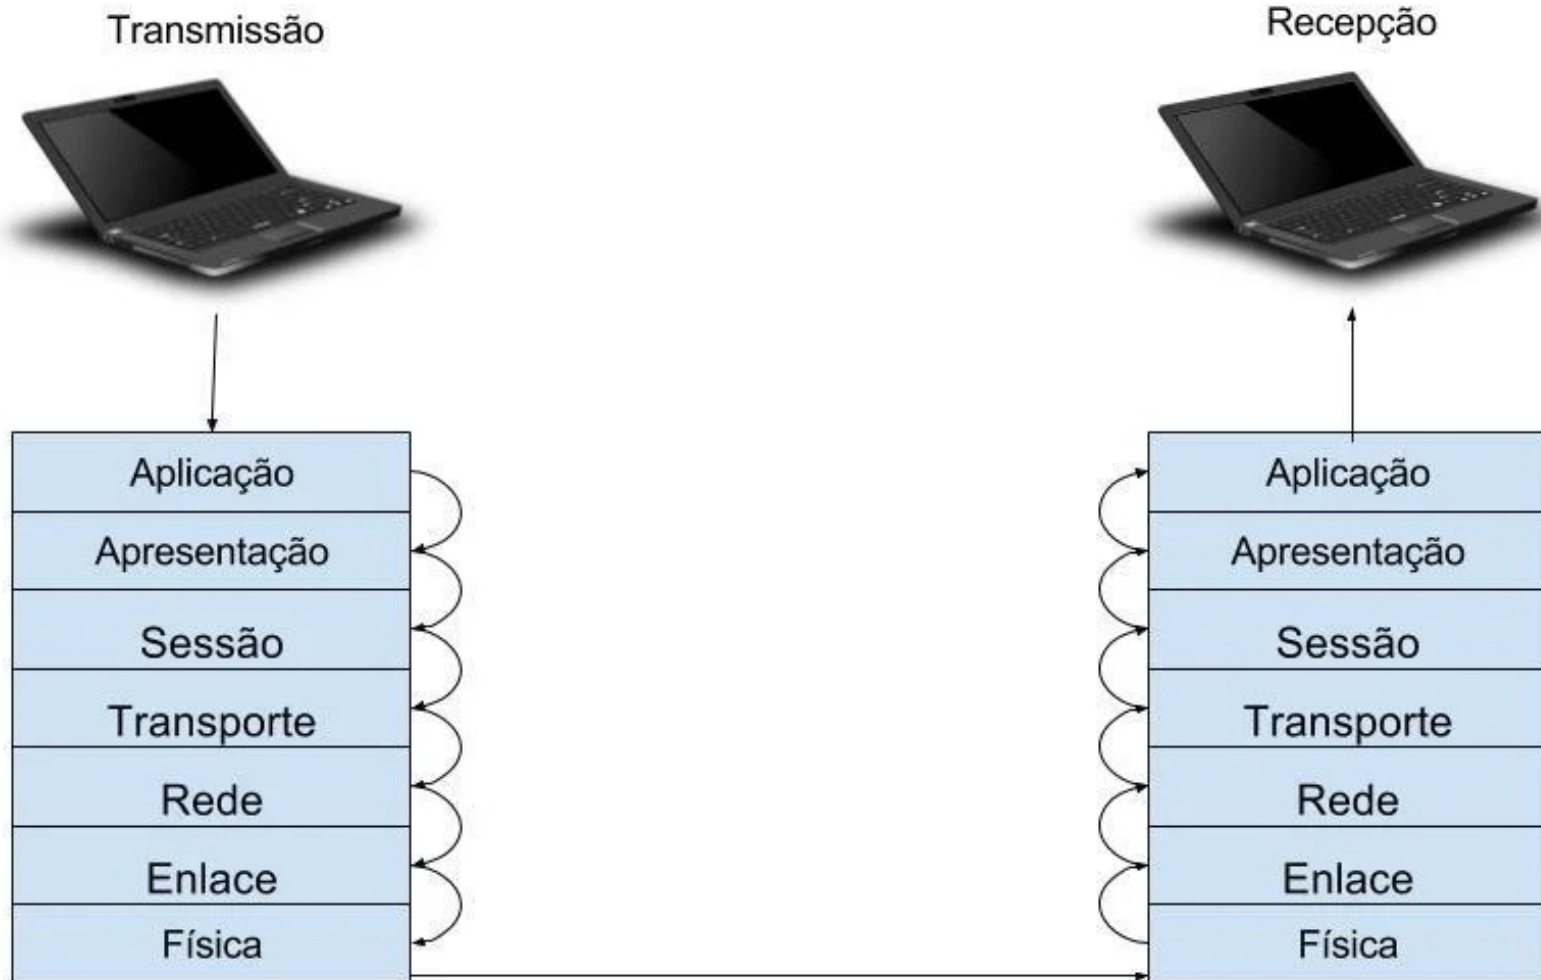 Transmissão
Recepção
Aplicação
Apresentação
Sessão
Transporte
Rede
Enlace
Física
Aplicação
Apresentação
Sessão
Transporte
Rede
Enlace
Física